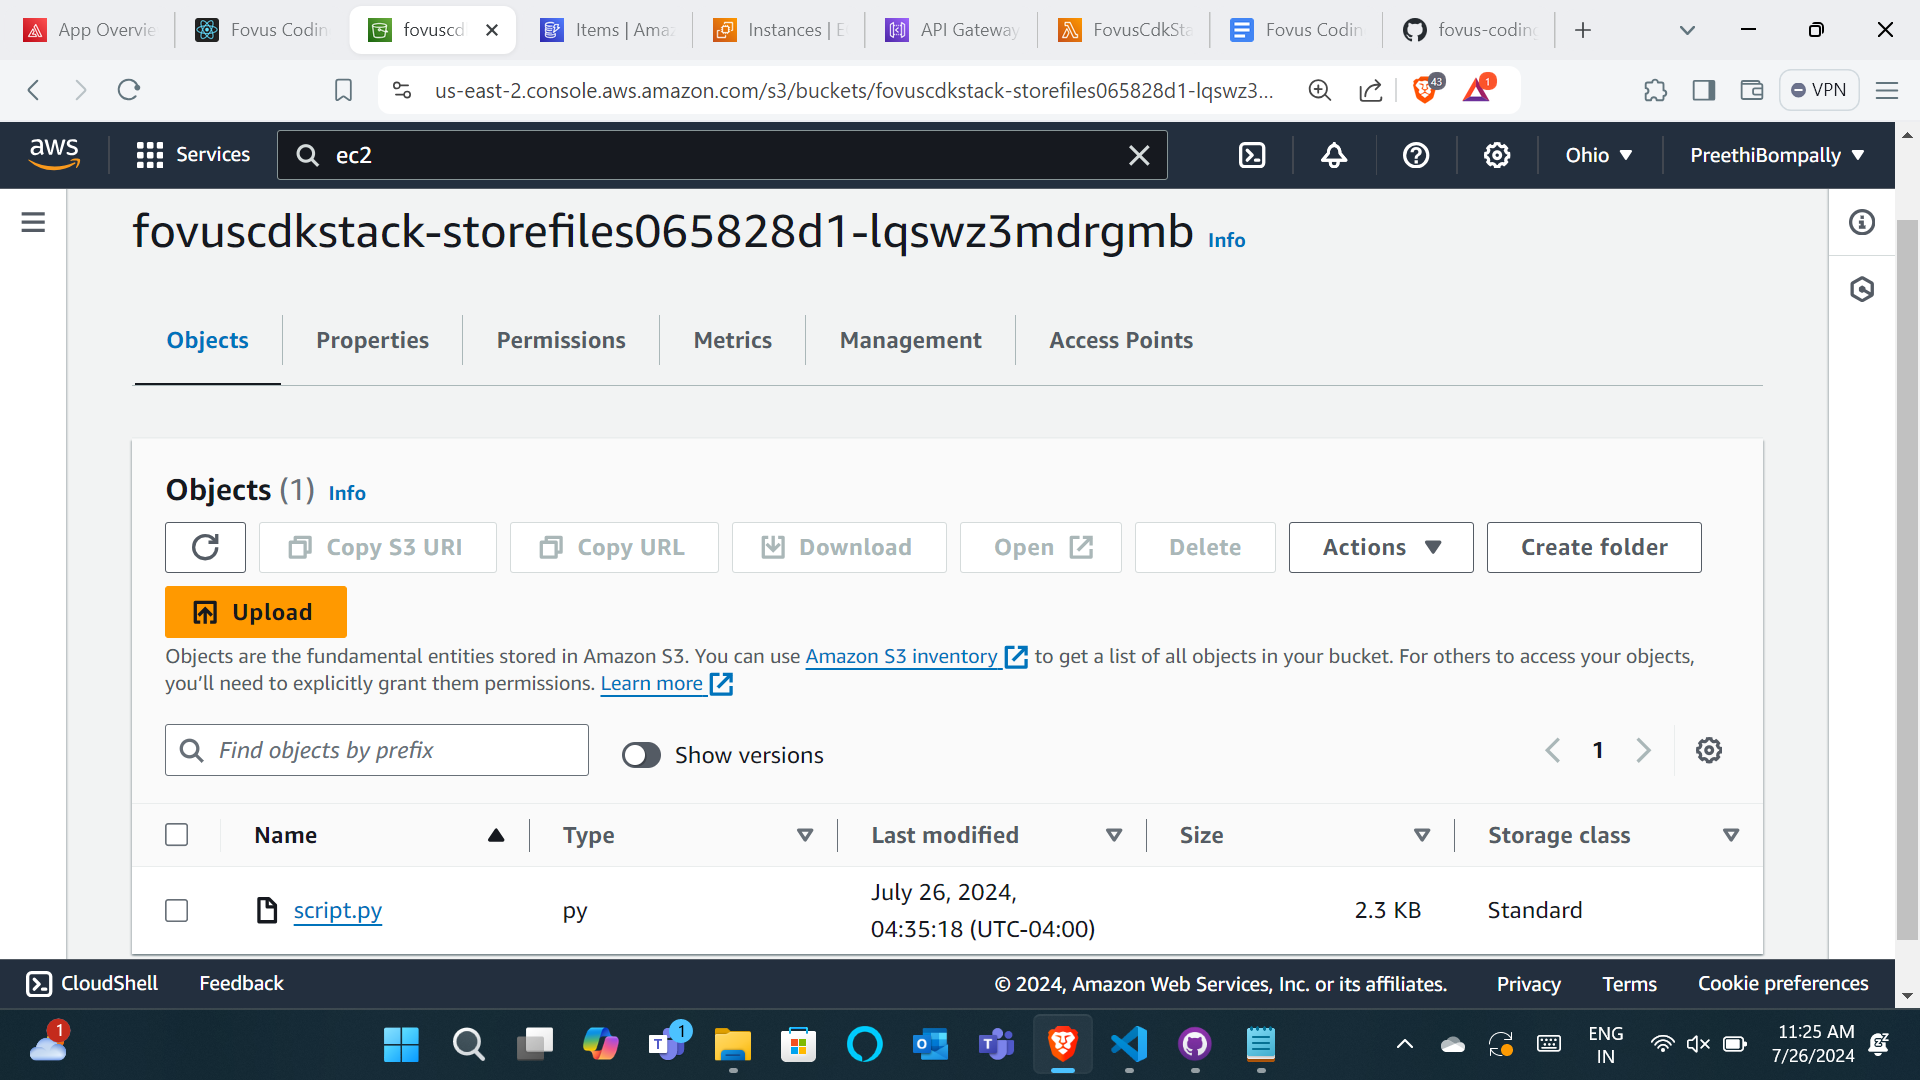 App Overvie
Fovus Codin
fovuscd
Items | Amaz
Instances | E
API Gateway
FovusCdkSta
Fovus Codin
fovus-coding
us-east-2.console.aws.amazon.com/s3/buckets/fovuscdkstack-storefiles065828d1-lqswz3...
43
1
VPN
aws
Services
ec2
Ohio
PreethiBompally
fovuscdkstack-storefiles065828d1-lqswz3mdrgmb Info
Objects
Properties
Permissions
Metrics
Management
Access Points
Objects (1) Info
Copy S3 URI
Copy URL
Download
Open
Delete
Actions
Create folder
Upload
Objects are the fundamental entities stored in Amazon S3. You can use Amazon S3 inventory to get a list of all objects in your bucket. For others to access your objects,
you'll need to explicitly grant them permissions. Learn more
Find objects by prefix
Show versions
1
Name
Type
Last modified
Size
Storage class
script.py
py
July 26, 2024,
04:35:18 (UTC-04:00)
2.3 KB
Standard
CloudShell
Feedback
© 2024, Amazon Web Services, Inc. or its affiliates.
Privacy
Terms
Cookie preferences
1
1
ENG
IN
11:25 AM
7/26/2024